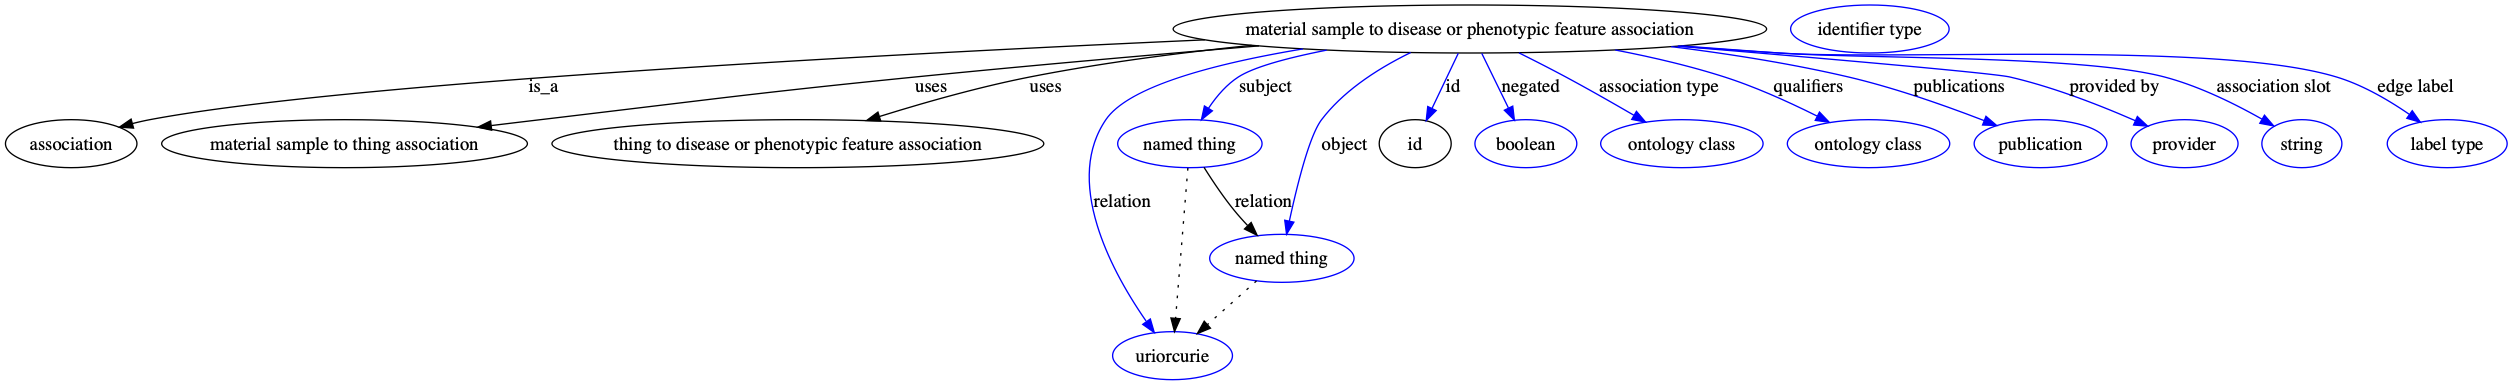 material sample to disease or phenotypic feature association
identifier type
is_a
uses
uses
subject
id
negated
association type
qualifiers
publications
provided by
association slot
edge label
association
material sample to thing association
thing to disease or phenotypic feature association
named thing
object
id
boolean
ontology class
ontology class
publication
provider
string
label type
relation
relation
named thing
uriorcurie